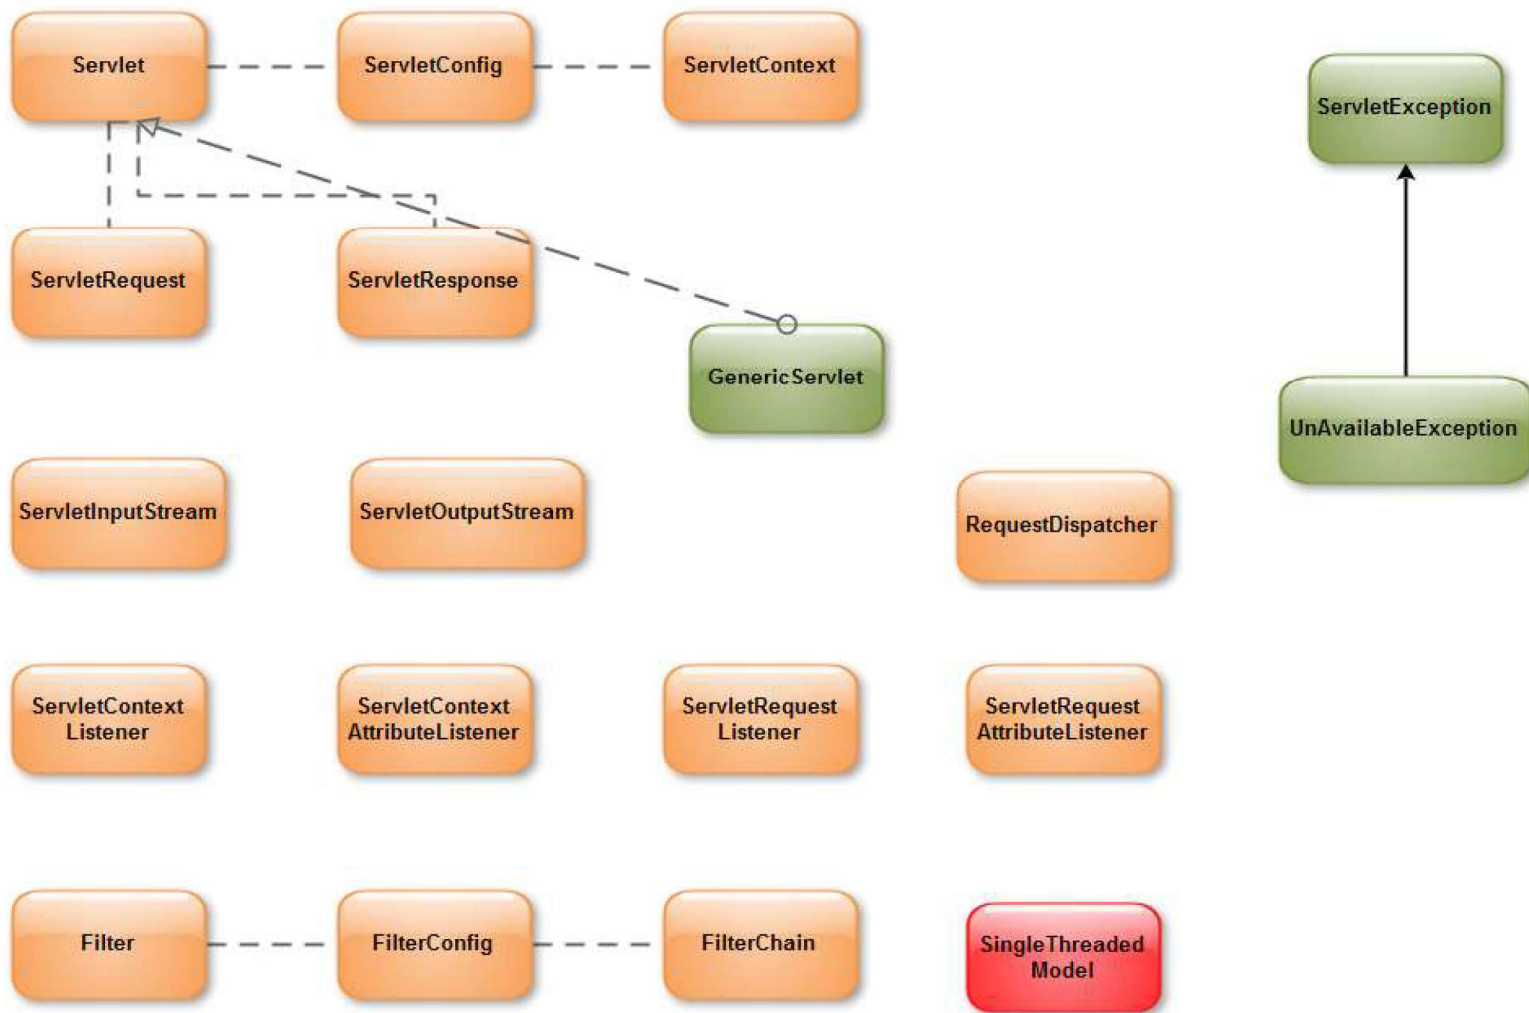 Servlet
ServletConfig
ServletContext
ServletException
ServletRequest
ServletResponse
GenericServlet
UnAvailableException
ServletInputStream
ServletOutputStream
RequestDispatcher
ServletContext
Listener
ServletContext
AttributeListener
ServletRequest
Listener
ServletRequest
AttributeListener
Filter
FilterConfig
FilterChain
SingleThreaded
Model